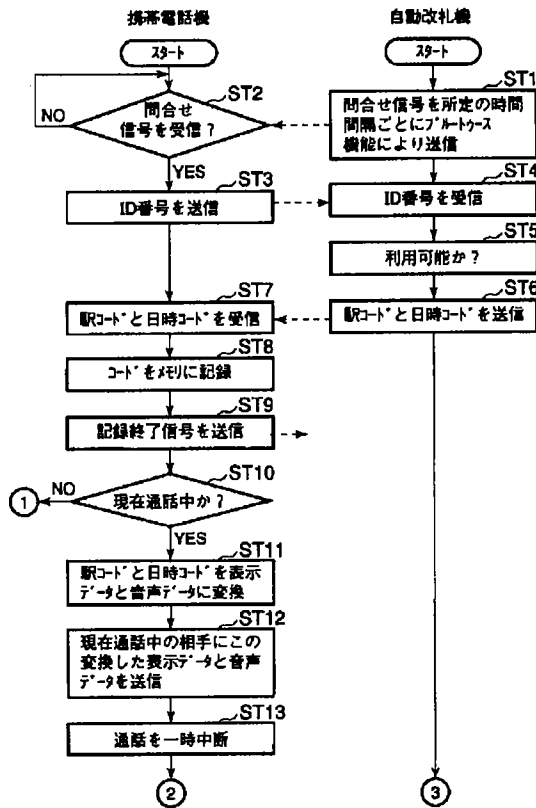 携帯電話機
自動改札機
スタート
スタート
ST1
問合せ信号を所定の時間
間隔ごとにブルートゥース
機能により送信
ST2
問合せ
信号を受信?
NO
YES
ST3
ID番号を送信
ST4
ID番号を受信
ST5
利用可能か?
ST6
駅コードと日時コードを送信
ST7
駅コードと日時コードを受信
ST8
コードをメモリに記録
ST9
記録終了信号を送信
ST10
現在通話中か?
NO
1
YES
ST11
駅コードと日時コードを表示
データと音声データに変換
ST12
現在通話中の相手にこの
変換した表示データと音声
データを送信
ST13
通話を一時中断
2
3